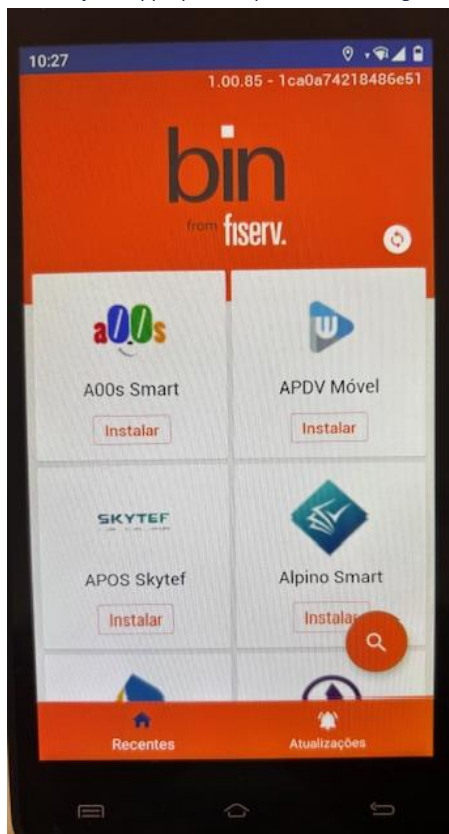 10:27
1.00.85 - 1ca0a74218486e51
bin
from fiserv.
a00s
A00s Smart
Instalar
APDV Móvel
Instalar
SKYTEF
APOS Skytef
Instalar
Alpino Smart
Instalar
Recentes
Atualizações